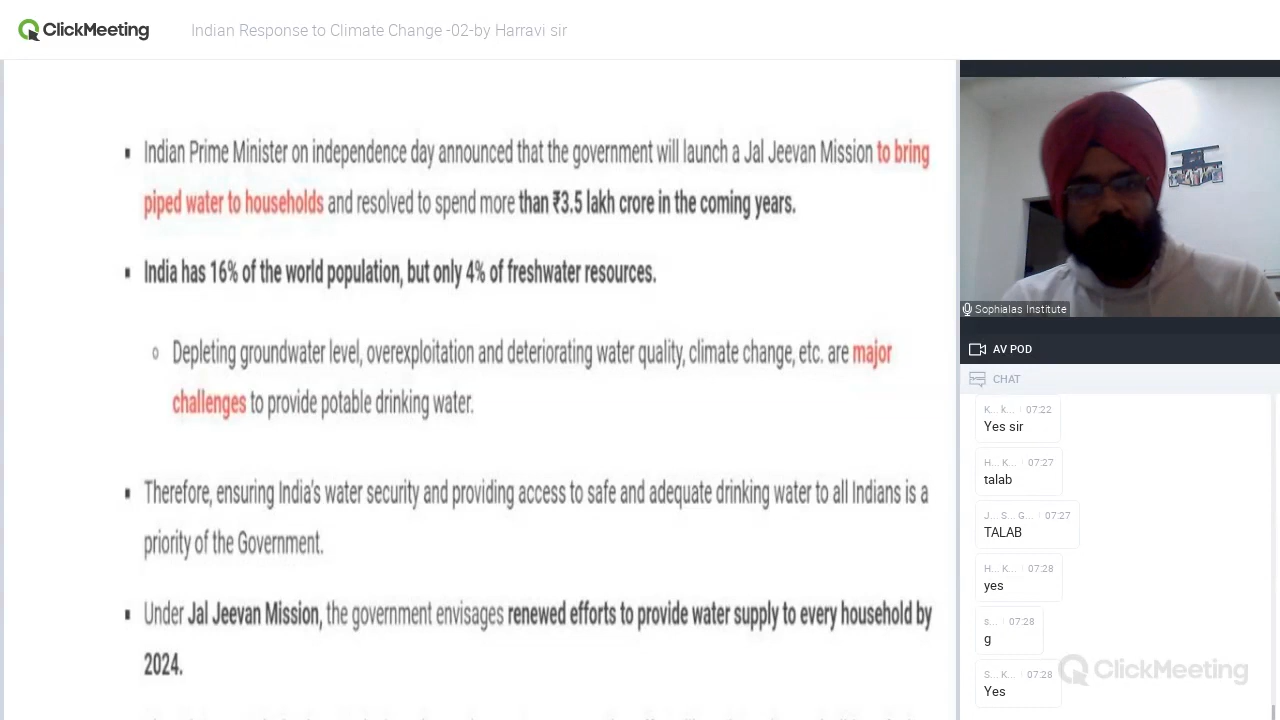 ClickMeeting
Indian Response to Climate Change -02-by Harravi sir
Indian Prime Minister on independence day announced that the government will launch a Jal Jeevan Mission to bring
piped water to households and resolved to spend more than ₹3.5 lakh crore in the coming years.
India has 16% of the world population, but only 4% of freshwater resources.
Depleting groundwater level, overexploitation and deteriorating water quality, climate change, etc. are major
challenges to provide potable drinking water.
Therefore, ensuring India's water security and providing access to safe and adequate drinking water to all Indians is a
priority of the Government.
Under Jal Jeevan Mission, the government envisages renewed efforts to provide water supply to every household by
2024.
Sophialas Institute
AV POD
CHAT
K... k... 07:22
Yes sir
H... K... 07:27
talab
J... S... G... 07:27
TALAB
H... K... 07:28
yes
s... 07:28
g
S... K... 07:28
Yes
ClickMeeting